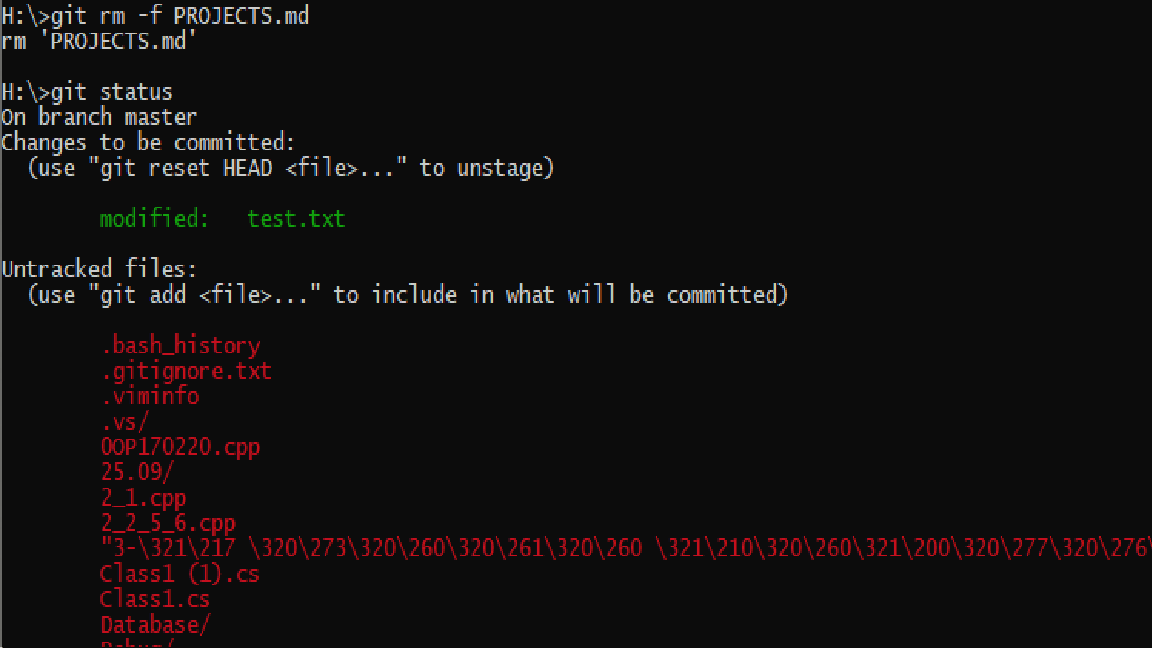 H:\>git rm -f PROJECTS.md
rm 'PROJECTS.md'
H:\>git status
On branch master
Changes to be committed:
(use "git reset HEAD <file>..." to unstage)
modified: test.txt
Untracked files:
(use "git add <file>..." to include in what will be committed)
.bash_history
.gitignore.txt
.viminfo
.vs/
OOP170220.cpp
25.09/
2_1.cpp
2_2_5_6.cpp
"3-\321\217 \320\273\320\260\320\261\320\260 \321\210\320\260\321\200\320\277\320\276\
Class1 (1).cs
Class1.cs
Database/